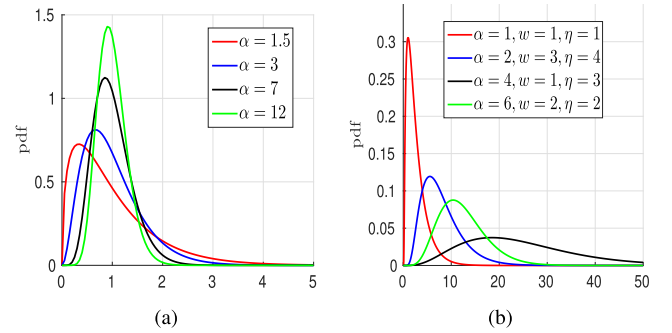 1.5
1
0.5
0
0 1 2 3 4 5
pdf
α = 1.5
α = 3
α = 7
α = 12
(a)
0.3
0.25
0.2
0.15
0.1
0.05
0
0 10 20 30 40 50
pdf
α = 1, w = 1, η = 1
α = 2, w = 3, η = 4
α = 4, w = 1, η = 3
α = 6, w = 2, η = 2
(b)